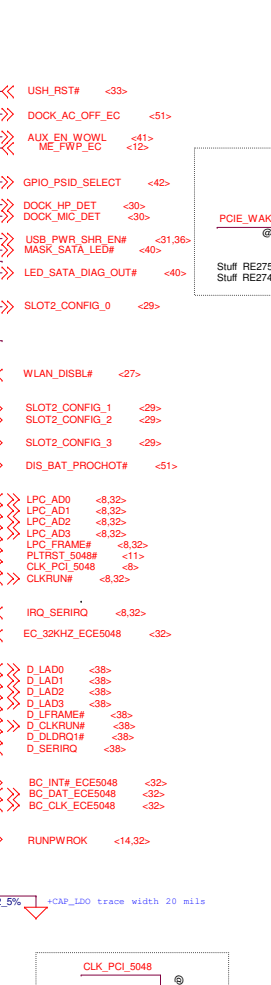 USH_RST# <33>
DOCK_AC_OFF_EC <51>
AUX_EN_WOWL <41>
ME_FWP_EC <12>
GPIO_PSID_SELECT <42>
DOCK_HP_DET <30>
DOCK_MIC_DET <30>
PCIE_WAK
@
USB_PWR_SHR_EN# <31,36>
MASK_SATA_LED# <40>
LED_SATA_DIAG_OUT# <40>
Stuff RE275
Stuff RE274
SLOT2_CONFIG_0 <29>
WLAN_DISBL# <27>
SLOT2_CONFIG_1 <29>
SLOT2_CONFIG_2 <29>
SLOT2_CONFIG_3 <29>
DIS_BAT_PROCHOT# <51>
LPC_AD0 <8,32>
LPC_AD1 <8,32>
LPC_AD2 <8,32>
LPC_AD3 <8,32>
LPC_FRAME# <8,32>
PLTRST_5048# <11>
CLK_PCI_5048 <8>
CLKRUN# <8,32>
IRQ_SERIRQ <8,32>
EC_32KHZ_ECE5048 <32>
D_LAD0 <38>
D_LAD1 <38>
D_LAD2 <38>
D_LAD3 <38>
D_LFRAME# <38>
D_CLKRUN# <38>
D_DLDRQ1# <38>
D_SERIRQ <38>
BC_INT#_ECE5048 <32>
BC_DAT_ECE5048 <32>
BC_CLK_ECE5048 <32>
RUNPWROK <14,32>
_5% +CAP_LDO trace width 20 mils
CLK_PCI_5048
@